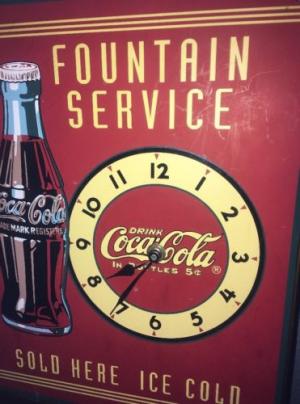 FOUNTAIN
SERVICE
Coca-Cola
TRADE MARK REGISTERED
12
1
2
3
4
5
6
7
8
9
10
11
DRINK
Coca-Cola
IN BOTTLES 5¢
®
SOLD HERE ICE COLD